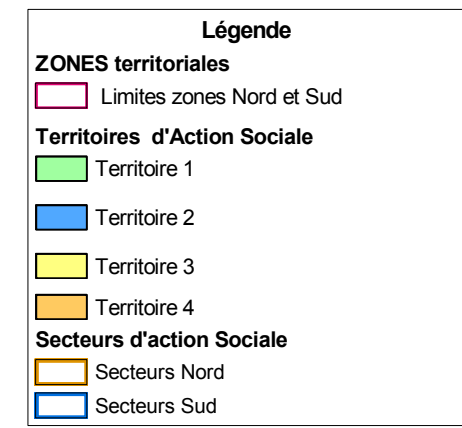 Légende
ZONES territoriales
Limites zones Nord et Sud
Territoires d'Action Sociale
Territoire 1
Territoire 2
Territoire 3
Territoire 4
Secteurs d'action Sociale
Secteurs Nord
Secteurs Sud